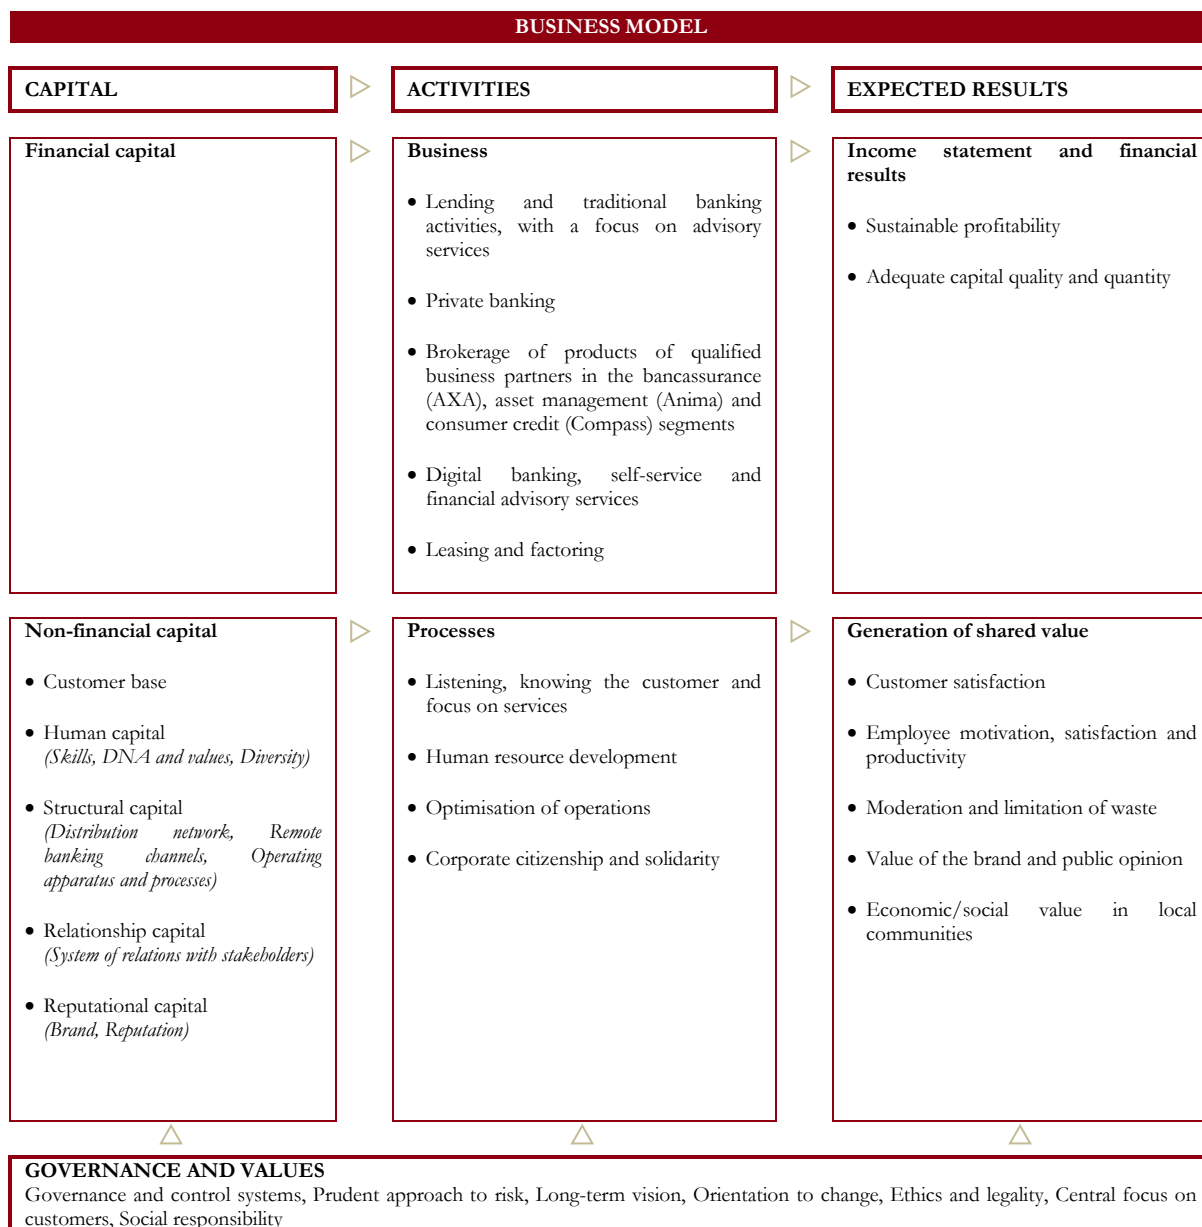 BUSINESS MODEL
CAPITAL
ACTIVITIES
EXPECTED RESULTS
Financial capital
Business
• Lending and traditional banking
activities, with a focus on advisory
services
• Private banking
• Brokerage of products of qualified
business partners in the bancassurance
(AXA), asset management (Anima) and
consumer credit (Compass) segments
• Digital banking, self-service and
financial advisory services
• Leasing and factoring
Income statement and financial
results
• Sustainable profitability
• Adequate capital quality and quantity
Non-financial capital
• Customer base
• Human capital
(Skills, DNA and values, Diversity)
• Structural capital
(Distribution network, Remote
banking channels, Operating
apparatus and processes)
• Relationship capital
(System of relations with stakeholders)
• Reputational capital
(Brand, Reputation)
Processes
• Listening, knowing the customer and
focus on services
• Human resource development
• Optimisation of operations
• Corporate citizenship and solidarity
Generation of shared value
• Customer satisfaction
• Employee motivation, satisfaction and
productivity
• Moderation and limitation of waste
• Value of the brand and public opinion
• Economic/social value in local
communities
GOVERNANCE AND VALUES
Governance and control systems, Prudent approach to risk, Long-term vision, Orientation to change, Ethics and legality, Central focus on
customers, Social responsibility